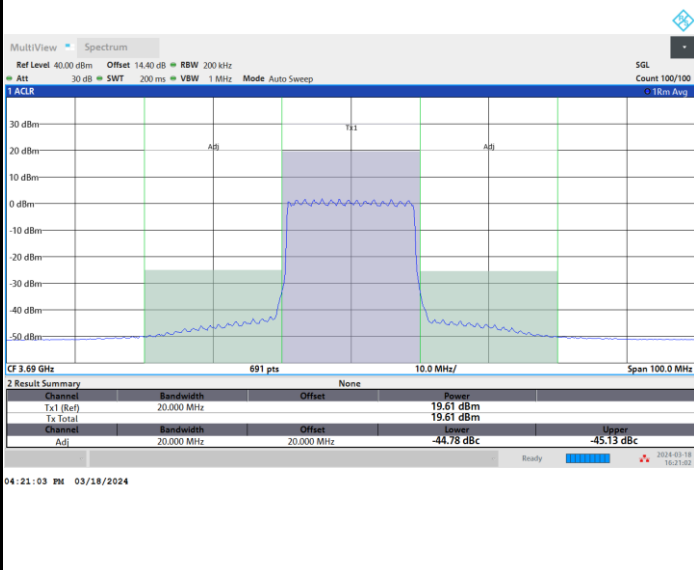 MultiView Spectrum
Ref Level 40.00 dBm Offset 14.40 dB RBW 200 kHz SGL
Att 30 dB SWT 200 ms VBW 1 MHz Mode Auto Sweep Count 100/100
1 ACLR 1Rm Avg
Tx1
Adj Adj
30 dBm
20 dBm
10 dBm
0 dBm
-10 dBm
-20 dBm
-30 dBm
-40 dBm
-50 dBm
CF 3.69 GHz 691 pts 10.0 MHz/ Span 100.0 MHz
2 Result Summary None
Channel Bandwidth Offset Power
Tx1 (Ref) 20.000 MHz 19.61 dBm
Tx Total 19.61 dBm
Channel Bandwidth Offset Lower Upper
Adj 20.000 MHz 20.000 MHz -44.78 dBc -45.13 dBc
Ready 2024-03-18
16:21:02
04:21:03 PM 03/18/2024